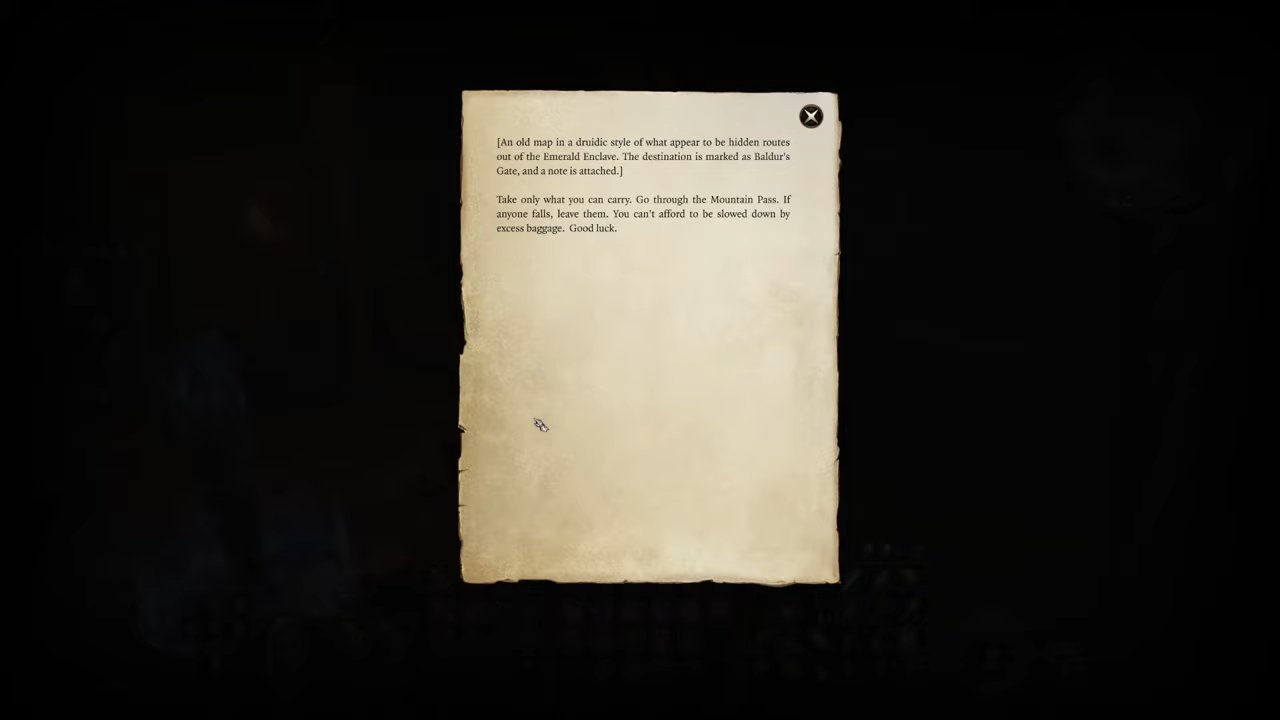 [An old map in a druidic style of what appear to be hidden routes
out of the Emerald Enclave. The destination is marked as Baldur's
Gate, and a note is attached.]
Take only what you can carry. Go through the Mountain Pass. If
anyone falls, leave them. You can't afford to be slowed down by
excess baggage. Good luck.